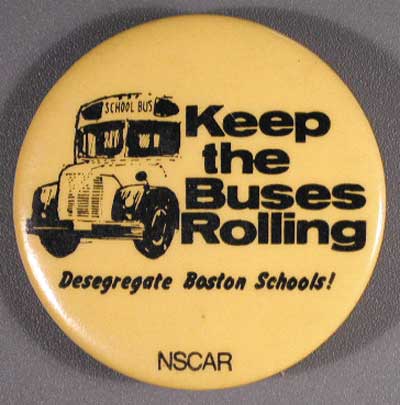 SCHOOL BUS
Keep
the
Buses
Rolling
Desegregate Boston Schools!
NSCAR